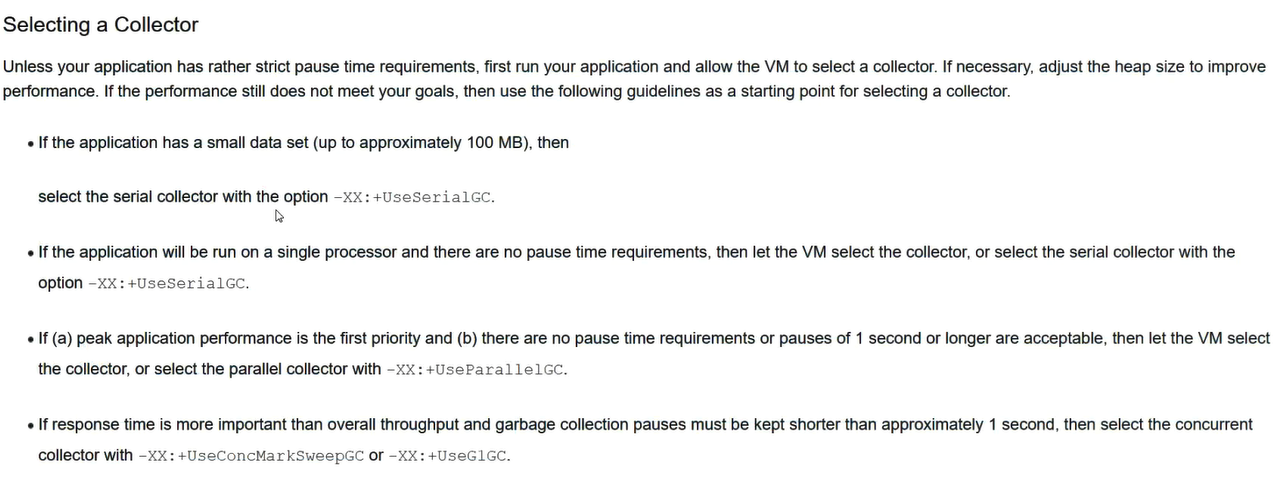 Selecting a Collector
Unless your application has rather strict pause time requirements, first run your application and allow the VM to select a collector. If necessary, adjust the heap size to improve
performance. If the performance still does not meet your goals, then use the following guidelines as a starting point for selecting a collector.
• If the application has a small data set (up to approximately 100 MB), then
select the serial collector with the option -XX:+UseSerialGC.
• If the application will be run on a single processor and there are no pause time requirements, then let the VM select the collector, or select the serial collector with the
option -XX:+UseSerialGC.
• If (a) peak application performance is the first priority and (b) there are no pause time requirements or pauses of 1 second or longer are acceptable, then let the VM select
the collector, or select the parallel collector with -XX:+UseParallelGC.
• If response time is more important than overall throughput and garbage collection pauses must be kept shorter than approximately 1 second, then select the concurrent
collector with -XX:+UseConcMarkSweepGC or -XX:+UseG1GC.